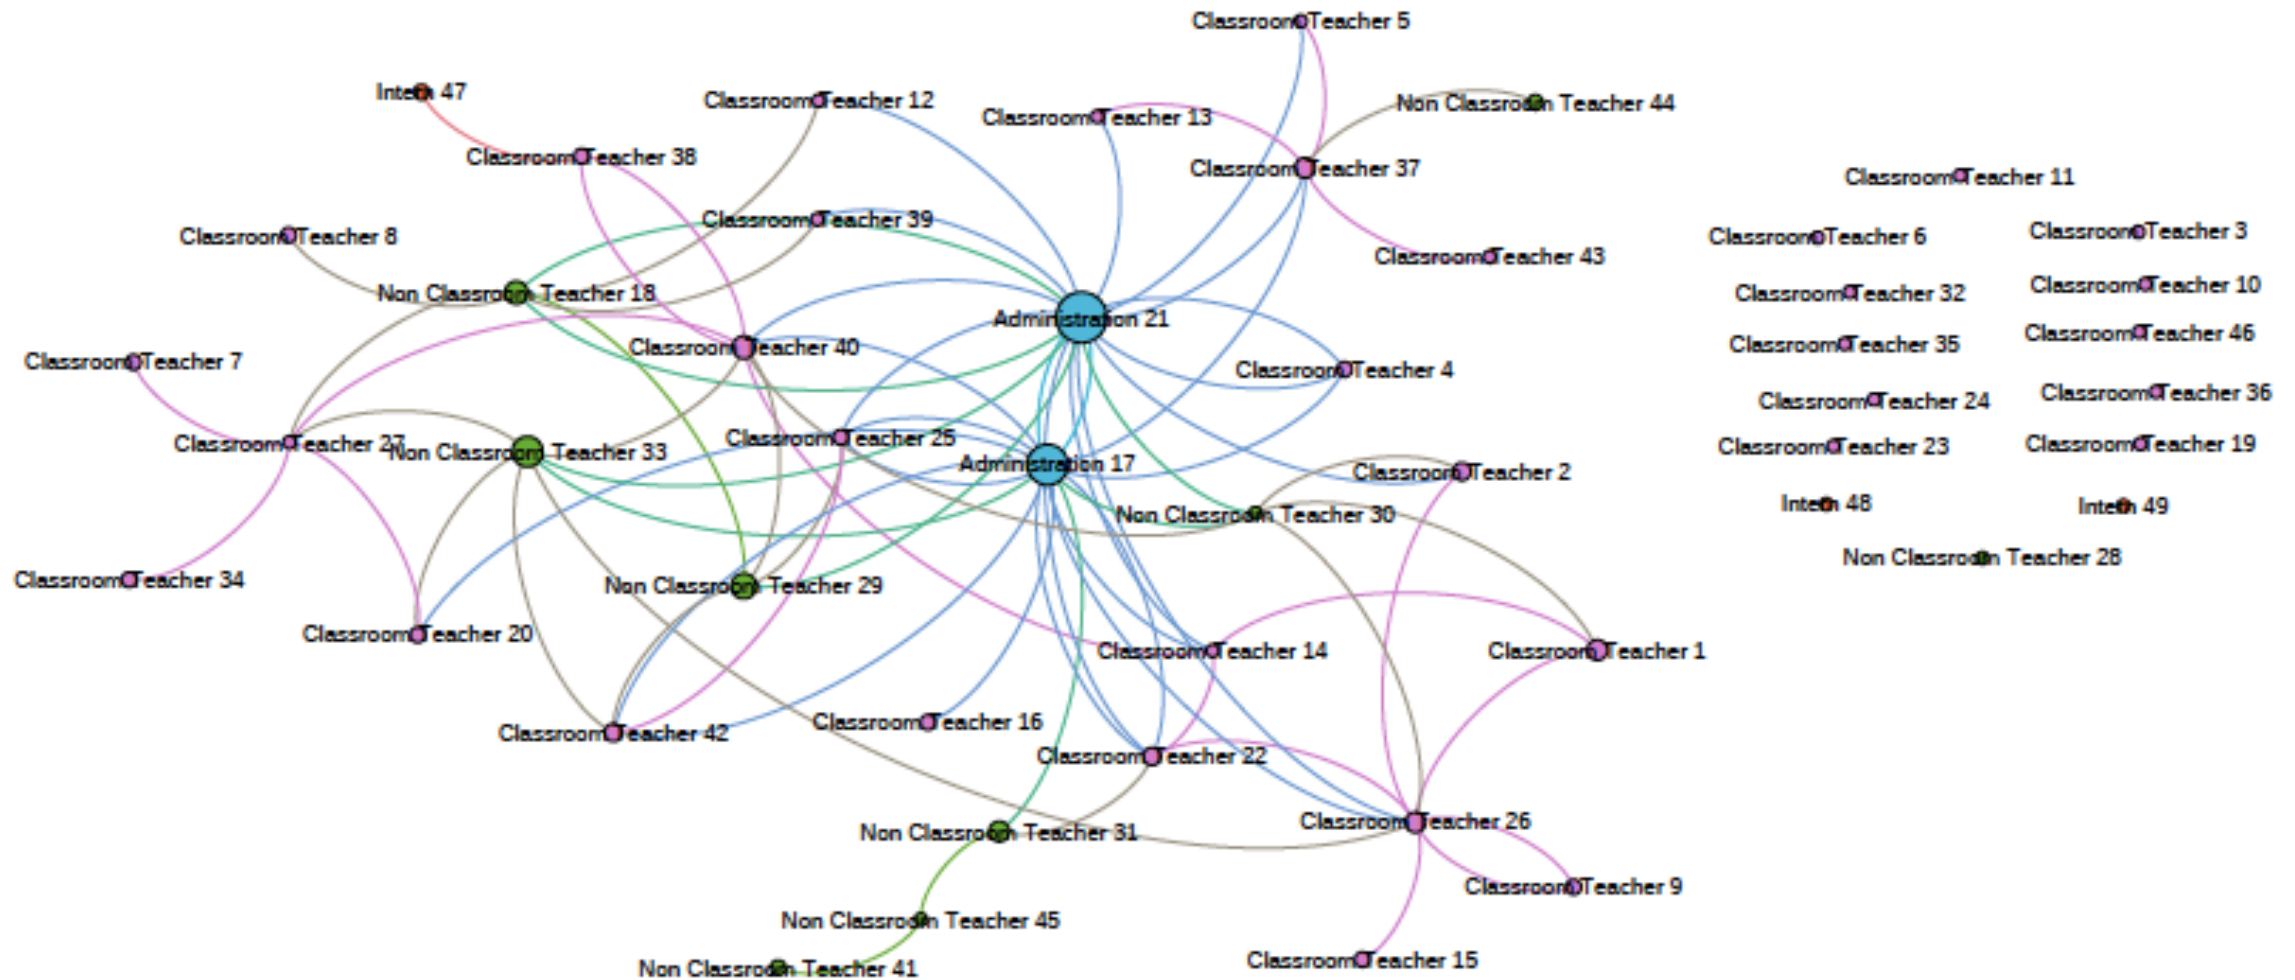 Classroom Teacher 5
Intern 47
Classroom Teacher 12
Non Classroom Teacher 44
Classroom Teacher 13
Classroom Teacher 38
Classroom Teacher 37
Classroom Teacher 11
Classroom Teacher 39
Classroom Teacher 8
Classroom Teacher 6
Classroom Teacher 3
Classroom Teacher 43
Non Classroom Teacher 18
Classroom Teacher 32
Classroom Teacher 10
Administration 21
Classroom Teacher 40
Classroom Teacher 35
Classroom Teacher 46
Classroom Teacher 7
Classroom Teacher 4
Classroom Teacher 24
Classroom Teacher 36
Classroom Teacher 27
Non Classroom Teacher 33
Classroom Teacher 25
Administration 17
Classroom Teacher 2
Classroom Teacher 23
Classroom Teacher 19
Non Classroom Teacher 30
Intern 48
Intern 49
Non Classroom Teacher 28
Classroom Teacher 34
Non Classroom Teacher 29
Classroom Teacher 20
Classroom Teacher 14
Classroom Teacher 1
Classroom Teacher 42
Classroom Teacher 16
Classroom Teacher 22
Non Classroom Teacher 31
Classroom Teacher 26
Classroom Teacher 9
Non Classroom Teacher 45
Classroom Teacher 15
Non Classroom Teacher 41